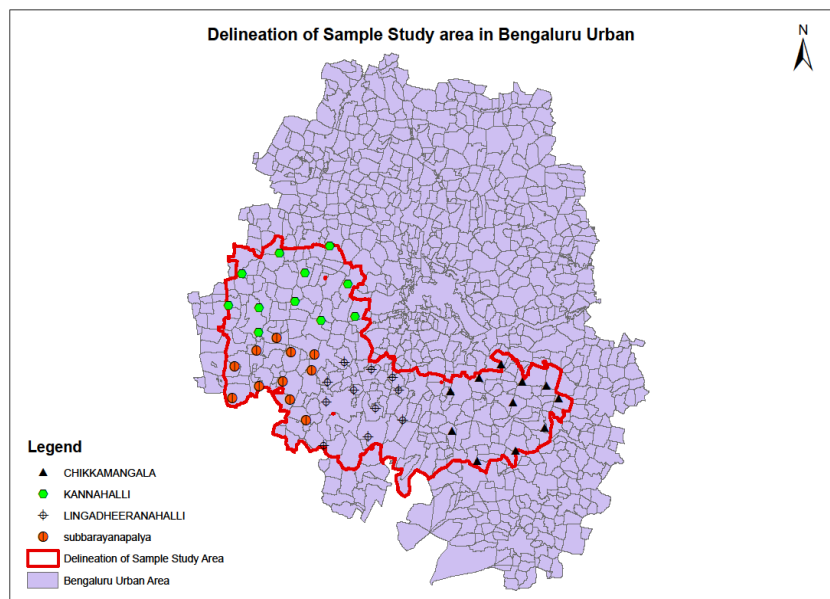 Delineation of Sample Study area in Bengaluru Urban
N
Legend
CHIKKAMANGALA
KANNAHALLI
LINGADHEERANAHALLI
subbarayanapalya
Delineation of Sample Study Area
Bengaluru Urban Area